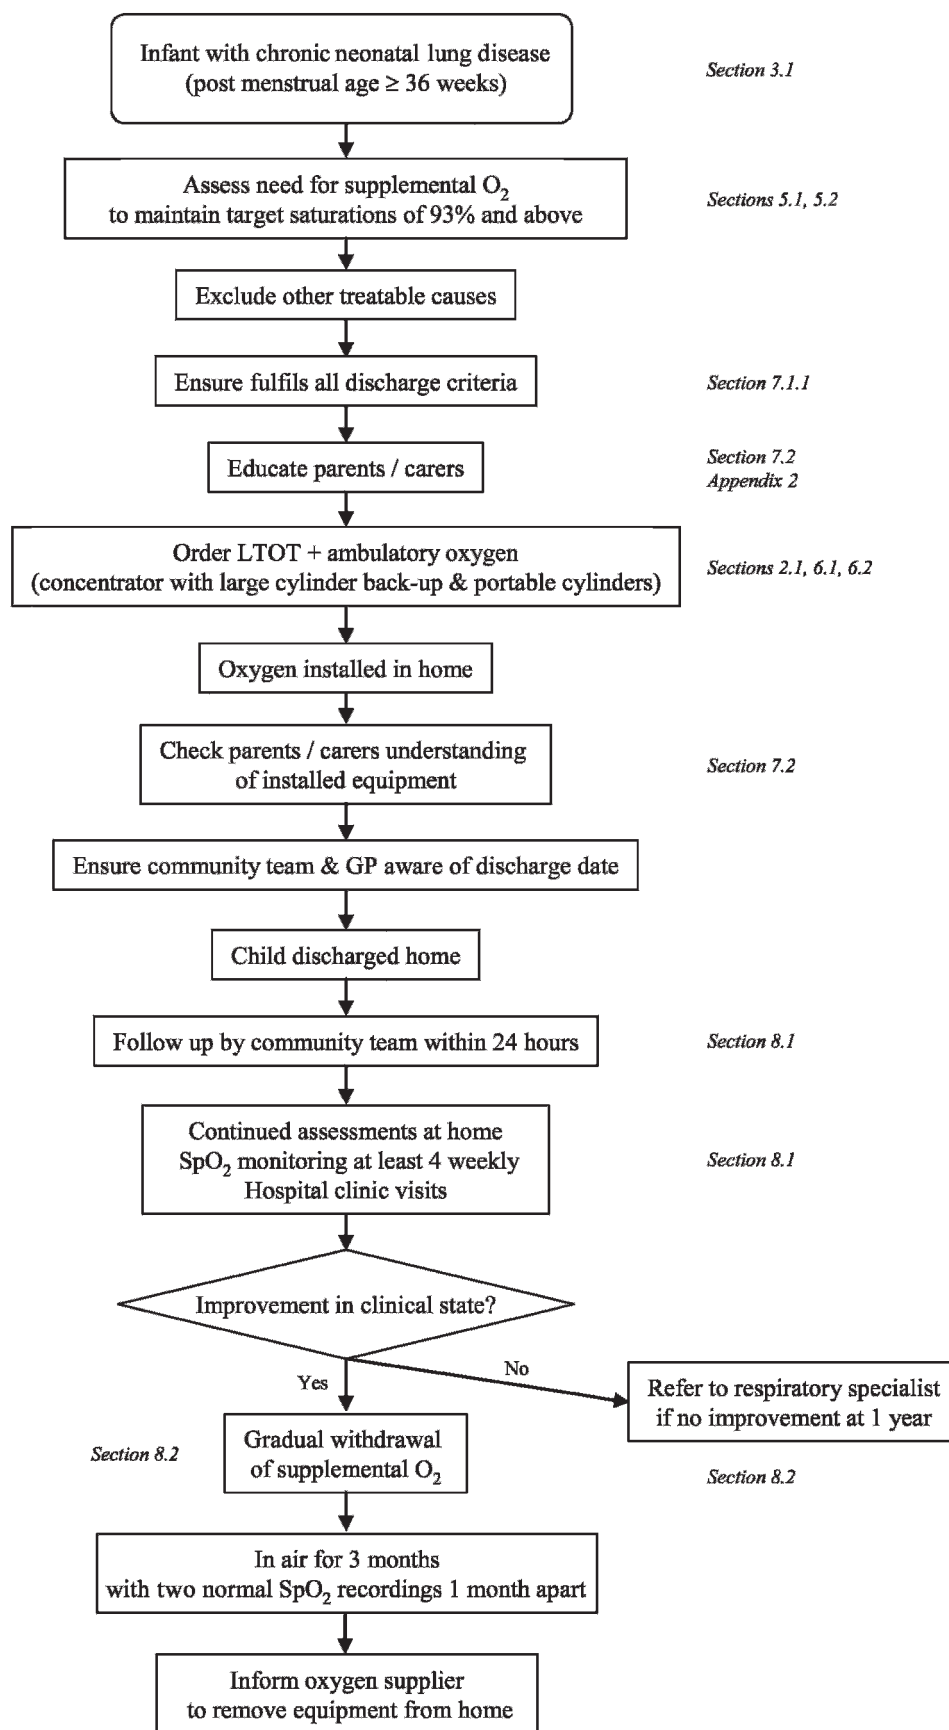 Infant with chronic neonatal lung disease
(post menstrual age ≥ 36 weeks)
Section 3.1
Assess need for supplemental O₂
to maintain target saturations of 93% and above
Sections 5.1, 5.2
Exclude other treatable causes
Ensure fulfils all discharge criteria
Section 7.1.1
Educate parents / carers
Section 7.2
Appendix 2
Order LTOT + ambulatory oxygen
(concentrator with large cylinder back-up & portable cylinders)
Sections 2.1, 6.1, 6.2
Oxygen installed in home
Check parents / carers understanding
of installed equipment
Section 7.2
Ensure community team & GP aware of discharge date
Child discharged home
Follow up by community team within 24 hours
Section 8.1
Continued assessments at home
SpO₂ monitoring at least 4 weekly
Hospital clinic visits
Section 8.1
Improvement in clinical state?
Yes
No
Refer to respiratory specialist
if no improvement at 1 year
Section 8.2
Section 8.2
Gradual withdrawal
of supplemental O₂
In air for 3 months
with two normal SpO₂ recordings 1 month apart
Inform oxygen supplier
to remove equipment from home